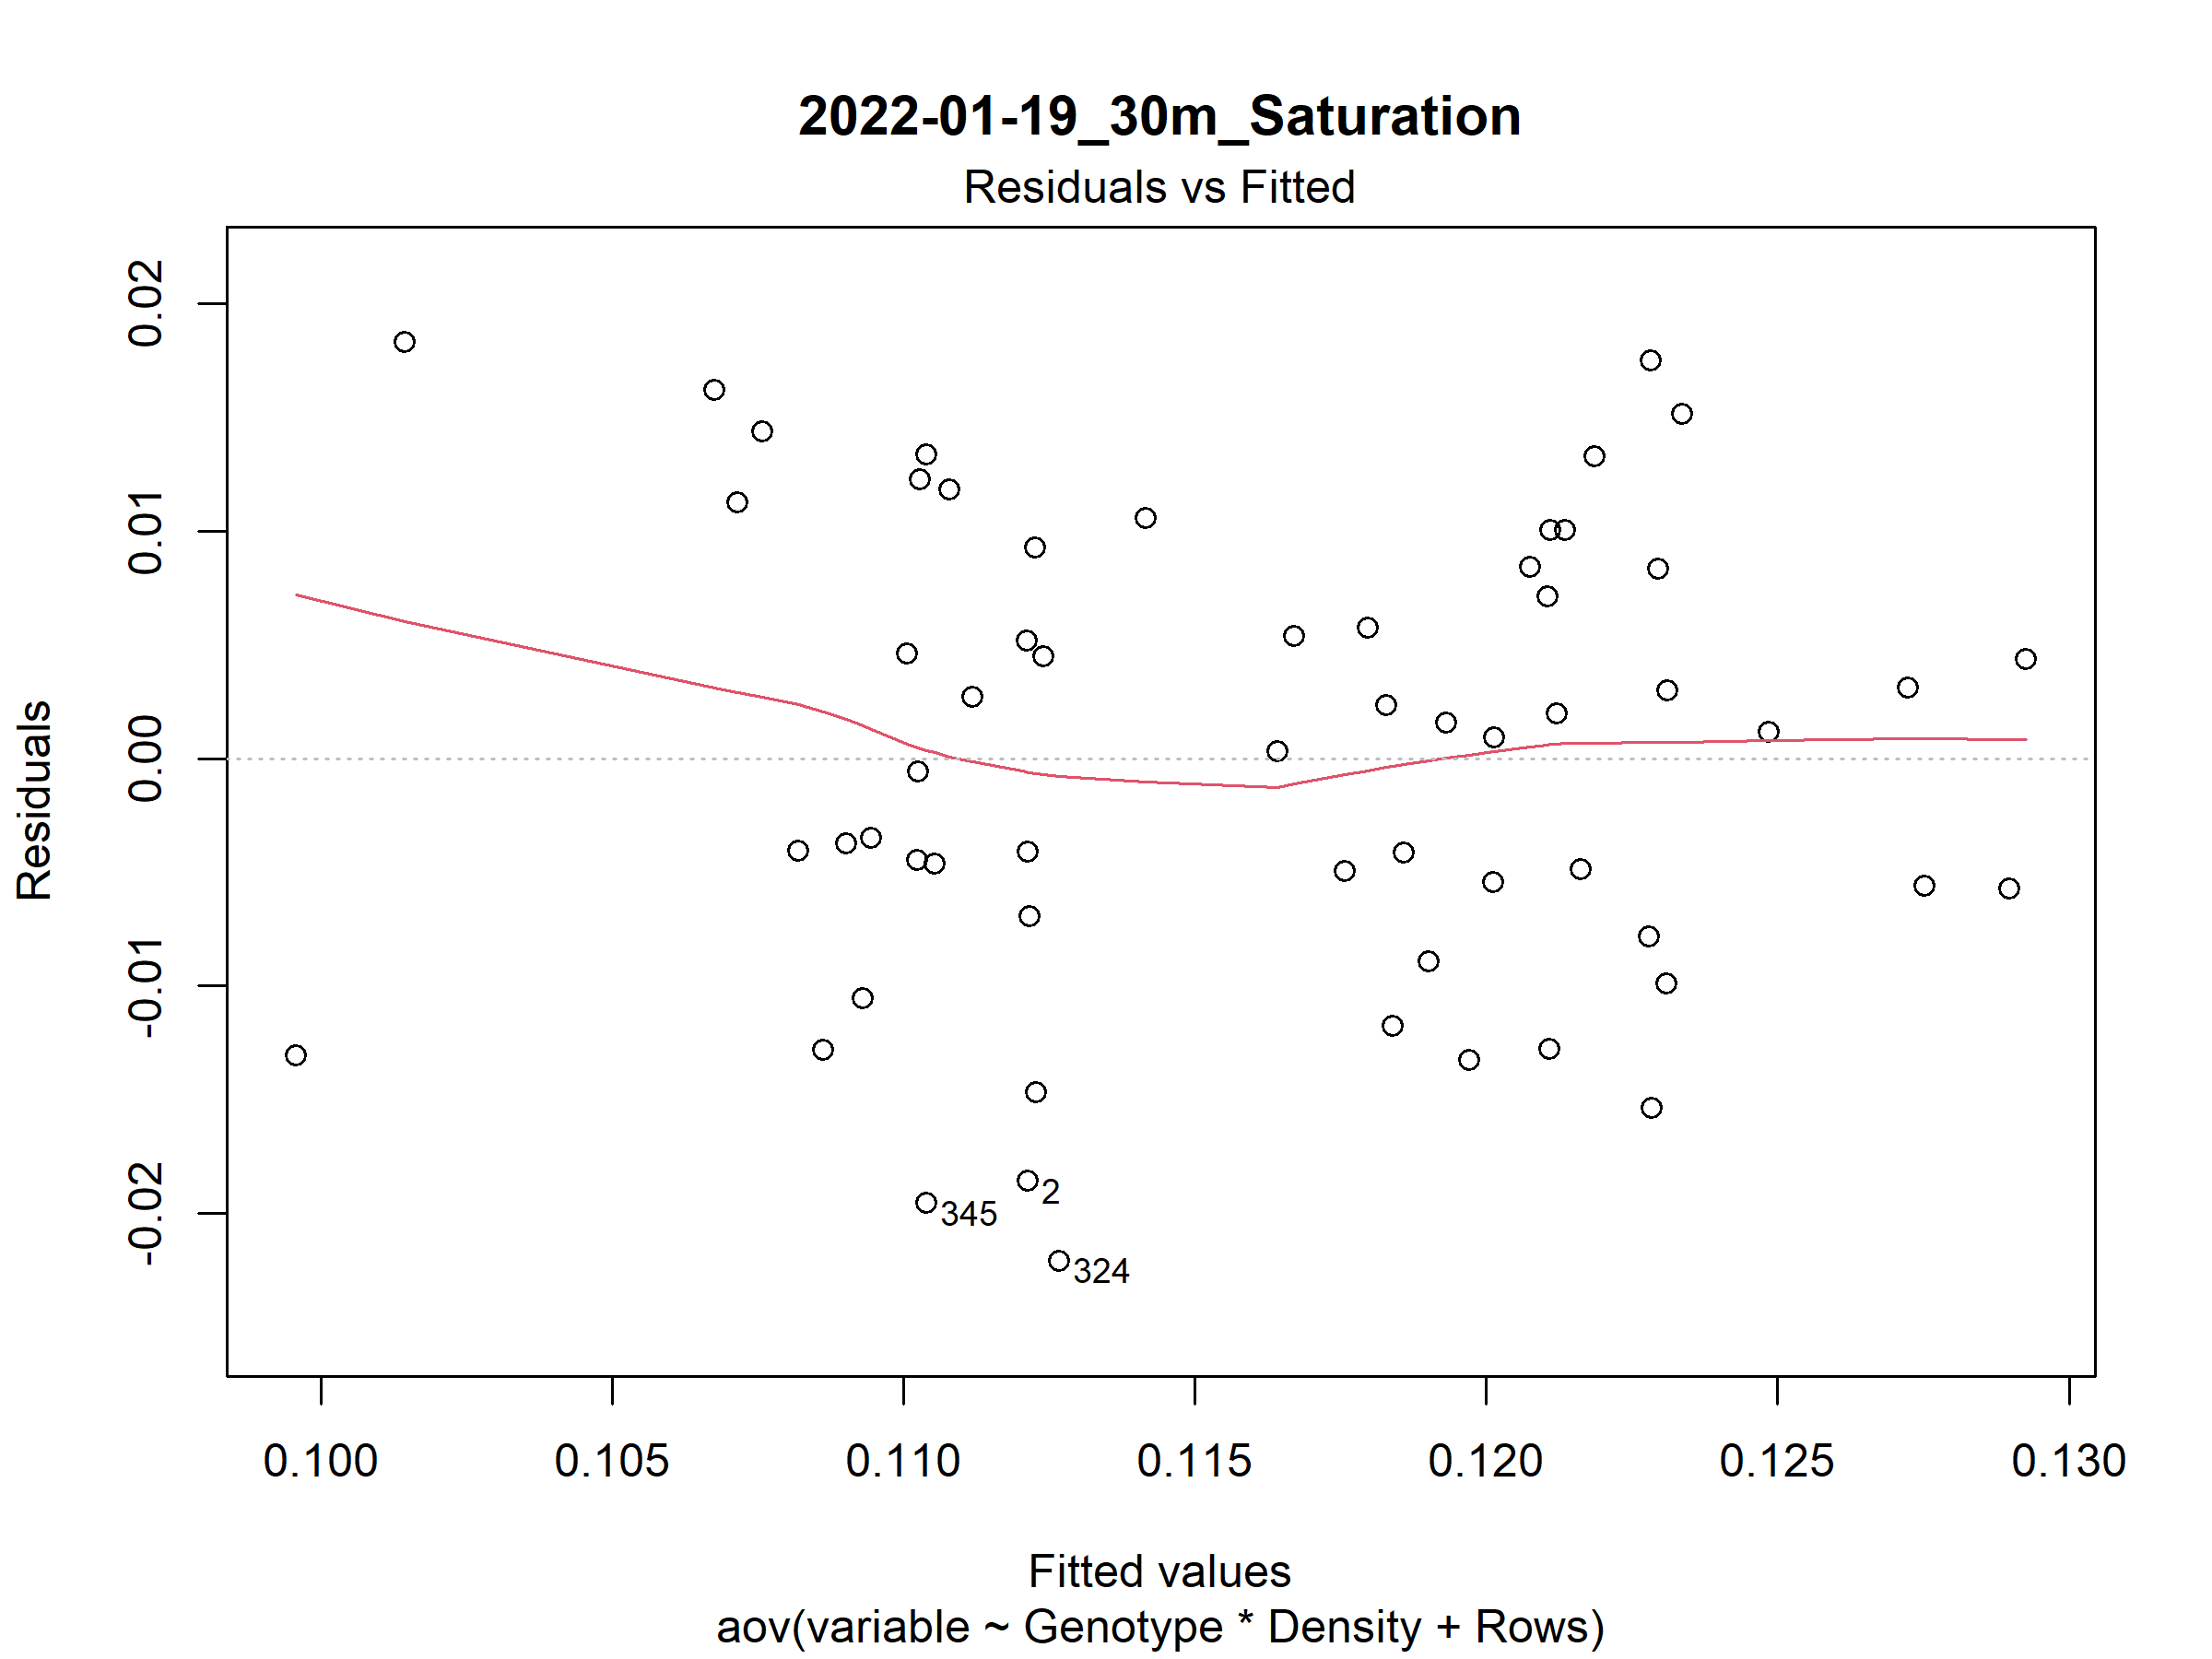 2022-01-19_30m_Saturation
Residuals vs Fitted
Residuals
0.02
0.01
0.00
-0.01
-0.02
2
345
324
0.100 0.105 0.110 0.115 0.120 0.125 0.130
Fitted values
aov(variable ~ Genotype * Density + Rows)